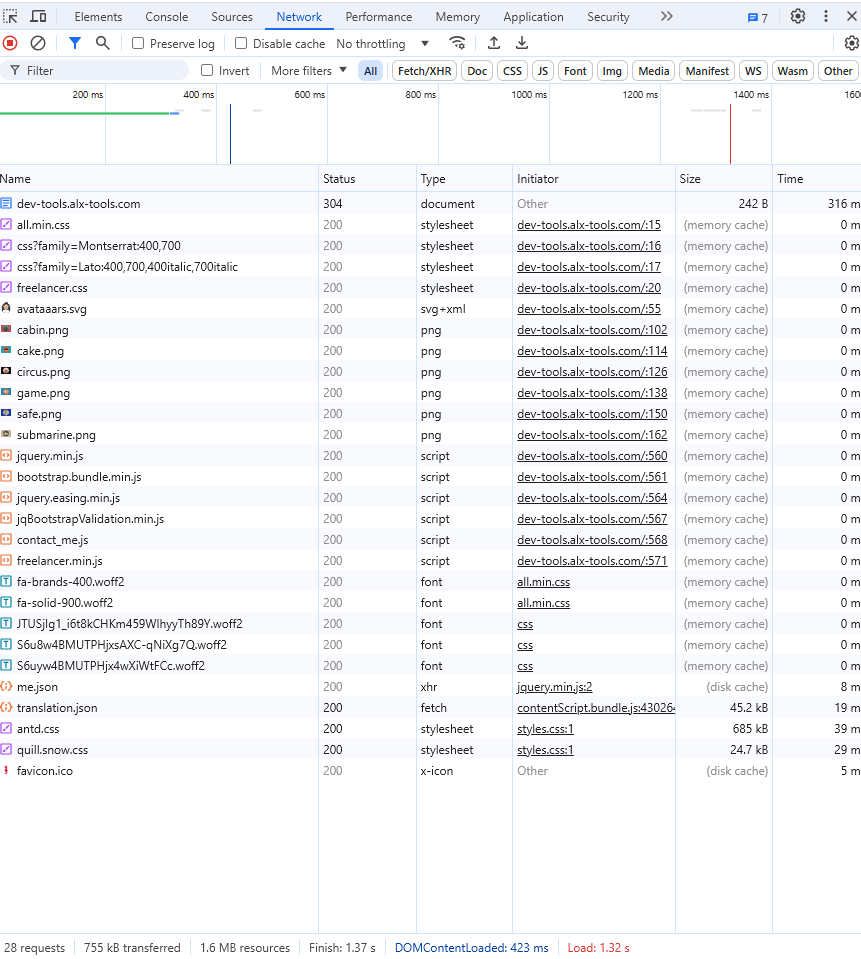 Elements Console Sources Network Performance Memory Application Security 7
Preserve log Disable cache No throttling
Filter Invert More filters All Fetch/XHR Doc CSS JS Font Img Media Manifest WS Wasm Other
200 ms 400 ms 600 ms 800 ms 1000 ms 1200 ms 1400 ms 1600
Name Status Type Initiator Size Time
dev-tools.alx-tools.com 304 document Other 242 B 316 m
all.min.css 200 stylesheet dev-tools.alx-tools.com/:15 (memory cache) 0 m
css?family=Montserrat:400,700 200 stylesheet dev-tools.alx-tools.com/:16 (memory cache) 0 m
css?family=Lato:400,700,400italic,700italic 200 stylesheet dev-tools.alx-tools.com/:17 (memory cache) 0 m
freelancer.css 200 stylesheet dev-tools.alx-tools.com/:20 (memory cache) 0 m
avataaars.svg 200 svg+xml dev-tools.alx-tools.com/:55 (memory cache) 0 m
cabin.png 200 png dev-tools.alx-tools.com/:102 (memory cache) 0 m
cake.png 200 png dev-tools.alx-tools.com/:114 (memory cache) 0 m
circus.png 200 png dev-tools.alx-tools.com/:126 (memory cache) 0 m
game.png 200 png dev-tools.alx-tools.com/:138 (memory cache) 0 m
safe.png 200 png dev-tools.alx-tools.com/:150 (memory cache) 0 m
submarine.png 200 png dev-tools.alx-tools.com/:162 (memory cache) 0 m
jquery.min.js 200 script dev-tools.alx-tools.com/:560 (memory cache) 0 m
bootstrap.bundle.min.js 200 script dev-tools.alx-tools.com/:561 (memory cache) 0 m
jquery.easing.min.js 200 script dev-tools.alx-tools.com/:564 (memory cache) 0 m
jqBootstrapValidation.min.js 200 script dev-tools.alx-tools.com/:567 (memory cache) 0 m
contact_me.js 200 script dev-tools.alx-tools.com/:568 (memory cache) 0 m
freelancer.min.js 200 script dev-tools.alx-tools.com/:571 (memory cache) 0 m
fa-brands-400.woff2 200 font all.min.css (memory cache) 0 m
fa-solid-900.woff2 200 font all.min.css (memory cache) 0 m
JTUSjIg1_i6t8kCHKm459WlhyyTh89Y.woff2 200 font css (memory cache) 0 m
S6u8w4BMUTPHjxsAXC-qNiXg7Q.woff2 200 font css (memory cache) 0 m
S6uyw4BMUTPHjx4wXiWtFCc.woff2 200 font css (memory cache) 0 m
me.json 200 xhr jquery.min.js:2 (disk cache) 8 m
translation.json 200 fetch contentScript.bundle.js:430264 45.2 kB 19 m
antd.css 200 stylesheet styles.css:1 685 kB 39 m
quill.snow.css 200 stylesheet styles.css:1 24.7 kB 29 m
favicon.ico 200 x-icon Other (disk cache) 5 m
28 requests 755 kB transferred 1.6 MB resources Finish: 1.37 s DOMContentLoaded: 423 ms Load: 1.32 s